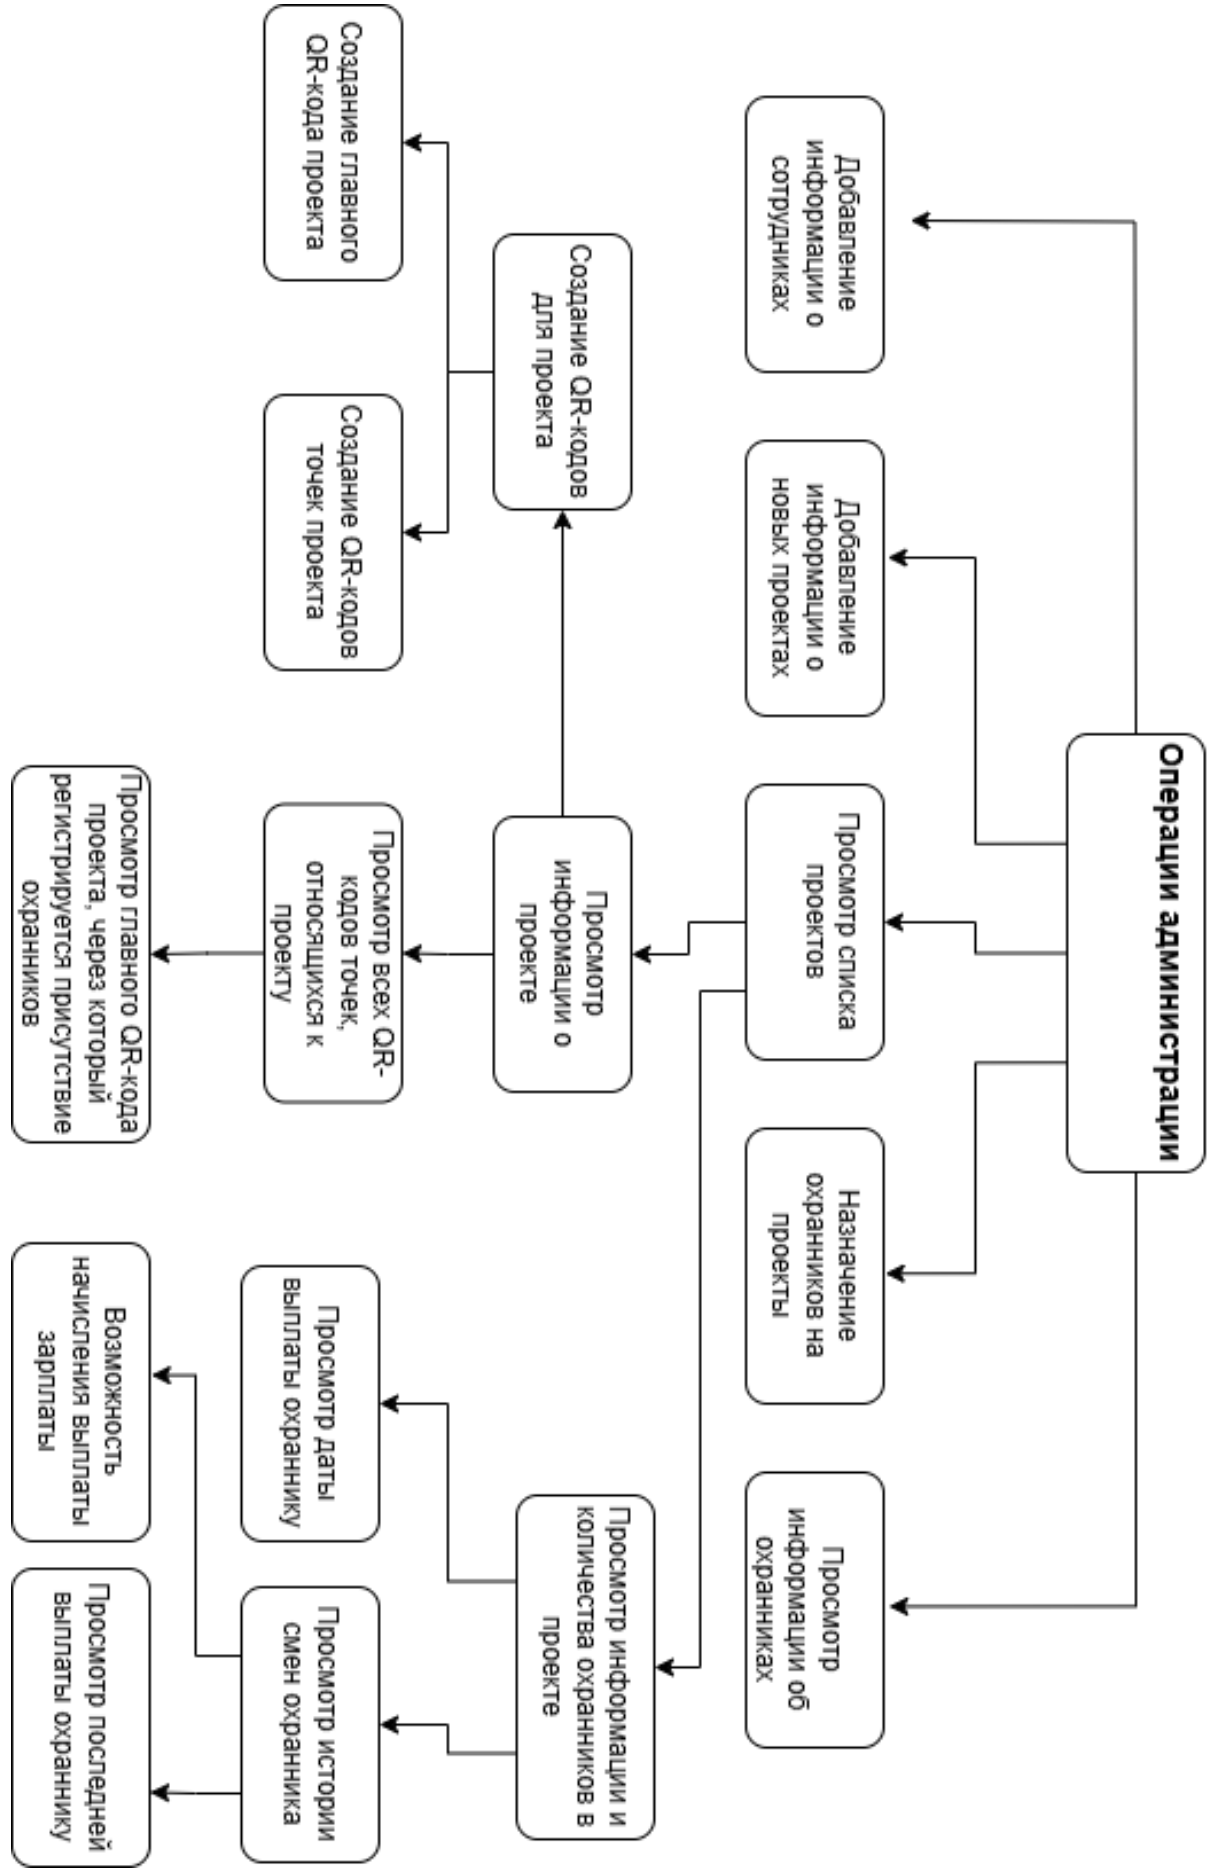 Операции администрации
Добавление
информации о
сотрудниках
Добавление
информации о
новых проектах
Просмотр списка
проектов
Назначение
охранников на
проекты
Просмотр
информации об
охранниках
Создание QR-кодов
для проекта
Просмотр
информации о
проекте
Просмотр информации и
количества охранников в
проекте
Создание главного
QR-кода проекта
Создание QR-кодов
точек проекта
Просмотр всех QR-
кодов точек,
относящихся к
проекту
Просмотр даты
выплаты охраннику
Просмотр истории
смен охранника
Просмотр главного QR-кода
проекта, через который
регистрируется присутствие
охранников
Возможность
начисления выплаты
зарплаты
Просмотр последней
выплаты охраннику